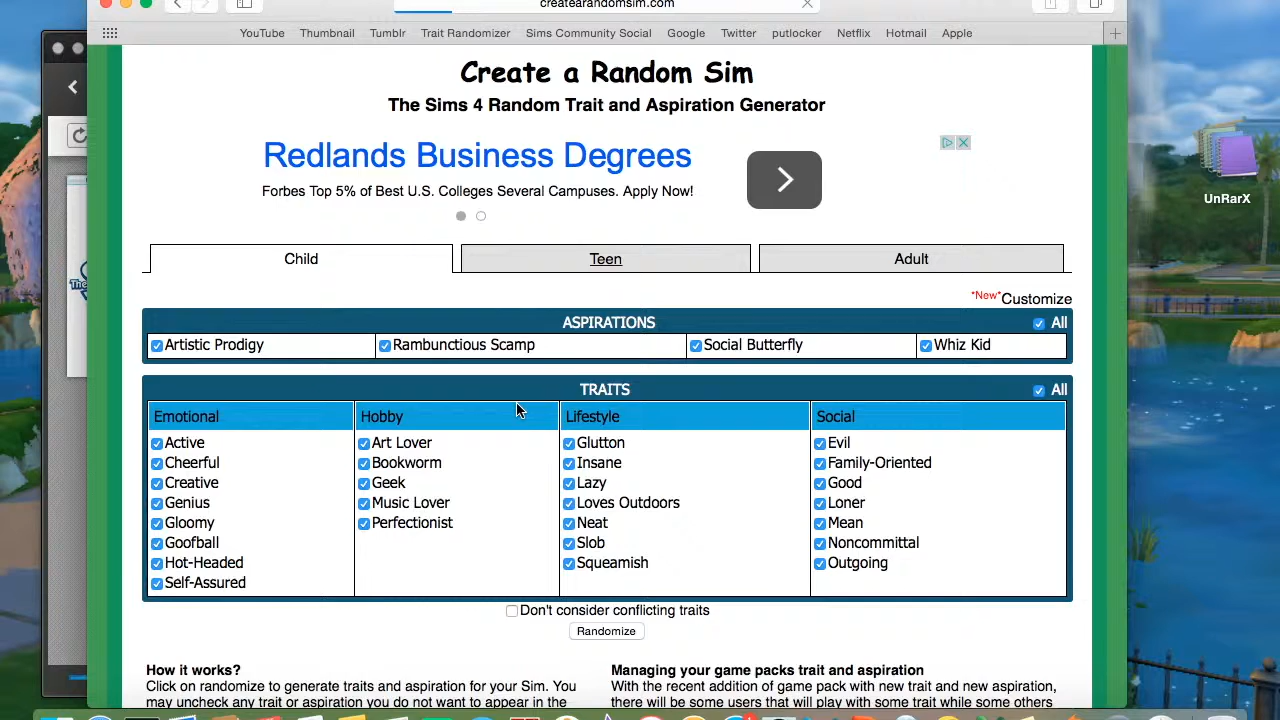 createarandomsim.com
YouTube Thumbnail Tumblr Trait Randomizer Sims Community Social Google Twitter putlocker Netflix Hotmail Apple
Create a Random Sim
The Sims 4 Random Trait and Aspiration Generator
Redlands Business Degrees
Forbes Top 5% of Best U.S. Colleges Several Campuses. Apply Now!
UnRarX
Child Teen Adult
*New*Customize
ASPIRATIONS All
Artistic Prodigy Rambunctious Scamp Social Butterfly Whiz Kid
TRAITS All
Emotional Hobby Lifestyle Social
Active Art Lover Glutton Evil
Cheerful Bookworm Insane Family-Oriented
Creative Geek Lazy Good
Genius Music Lover Loves Outdoors Loner
Gloomy Perfectionist Neat Mean
Goofball Slob Noncommittal
Hot-Headed Squeamish Outgoing
Self-Assured
Don't consider conflicting traits
Randomize
How it works? Managing your game packs trait and aspiration
Click on randomize to generate traits and aspiration for your Sim. You With the recent addition of game pack with new trait and new aspiration,
may uncheck any trait or aspiration you do not want to appear in the there will be some users that will play with some trait while some others